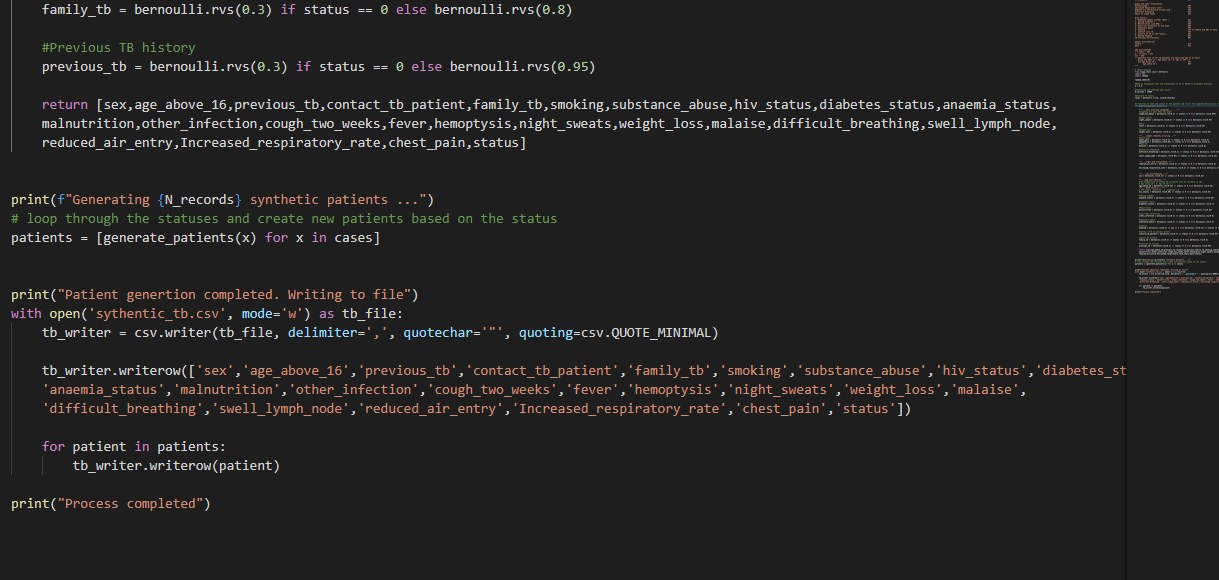 family_tb = bernoulli.rvs(0.3) if status == 0 else bernoulli.rvs(0.8)
#Previous TB history
previous_tb = bernoulli.rvs(0.3) if status == 0 else bernoulli.rvs(0.95)
return [sex,age_above_16,previous_tb,contact_tb_patient,family_tb,smoking,substance_abuse,hiv_status,diabetes_status,anaemia_status,
malnutrition,other_infection,cough_two_weeks,fever,hemoptysis,night_sweats,weight_loss,malaise,difficult_breathing,swell_lymph_node,
reduced_air_entry,Increased_respiratory_rate,chest_pain,status]
print(f"Generating {N_records} synthetic patients ...")
# loop through the statuses and create new patients based on the status
patients = [generate_patients(x) for x in cases]
print("Patient genertion completed. Writing to file")
with open('sythentic_tb.csv', mode='w') as tb_file:
tb_writer = csv.writer(tb_file, delimiter=',', quotechar='"', quoting=csv.QUOTE_MINIMAL)
tb_writer.writerow(['sex','age_above_16','previous_tb','contact_tb_patient','family_tb','smoking','substance_abuse','hiv_status','diabetes_st
'anaemia_status','malnutrition','other_infection','cough_two_weeks','fever','hemoptysis','night_sweats','weight_loss','malaise',
'difficult_breathing','swell_lymph_node','reduced_air_entry','Increased_respiratory_rate','chest_pain','status'])
for patient in patients:
tb_writer.writerow(patient)
print("Process completed")